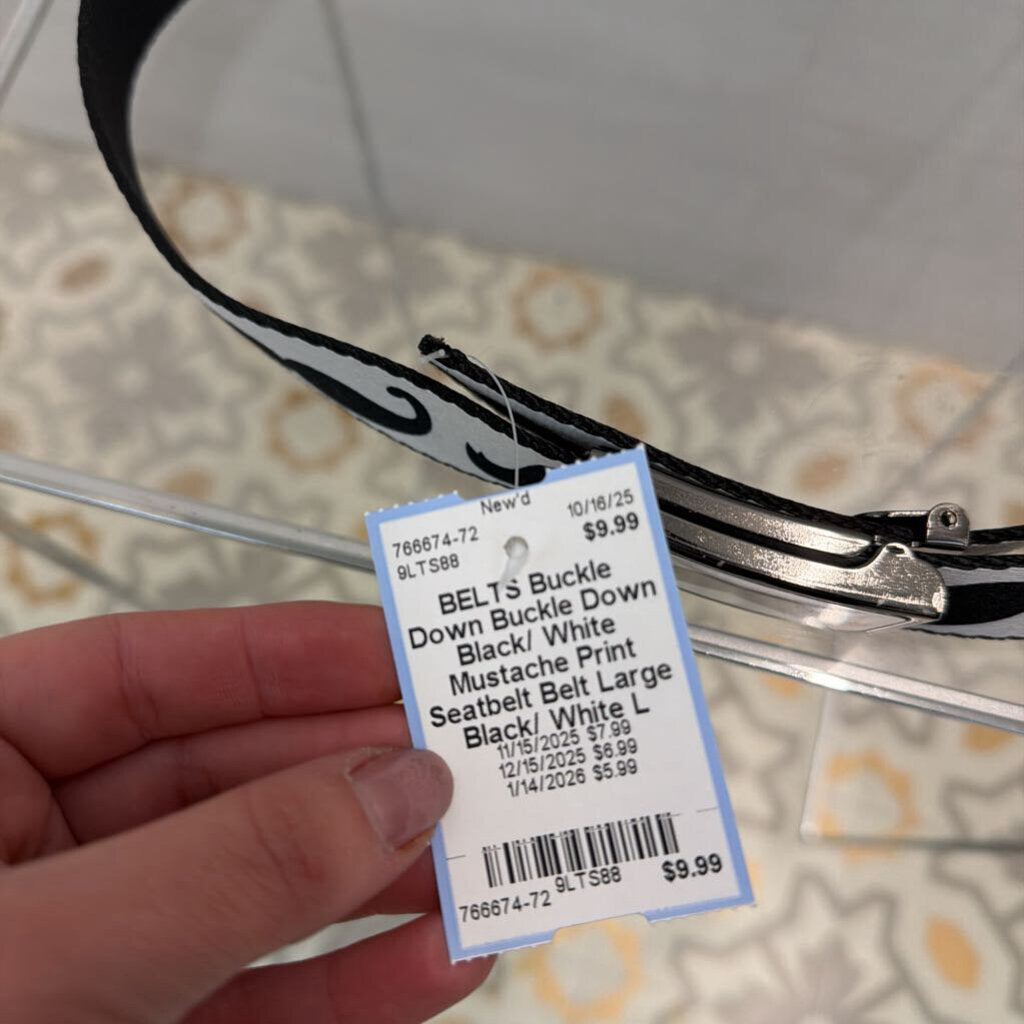 New'd
766674-72 10/16/25
9LTS88 $9.99
BELTS Buckle
Down Buckle Down
Black/ White
Mustache Print
Seatbelt Belt Large
Black/ White L
11/15/2025 $7.99
12/15/2025 $6.99
1/14/2026 $5.99
766674-72 9LTS88 $9.99